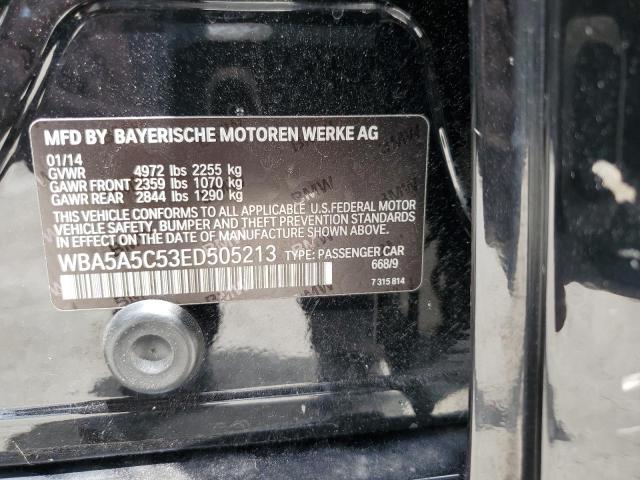 MFD BY BAYERISCHE MOTOREN WERKE AG
01/14
GVWR 4972 lbs 2255 kg
GAWR FRONT 2359 lbs 1070 kg
GAWR REAR 2844 lbs 1290 kg
THIS VEHICLE CONFORMS TO ALL APPLICABLE U.S.FEDERAL MOTOR
VEHICLE SAFETY, BUMPER AND THEFT PREVENTION STANDARDS
IN EFFECT ON THE DATE OF MANUFACTURE SHOWN ABOVE.
WBA5A5C53ED505213 TYPE: PASSENGER CAR
668/9
7 315 814